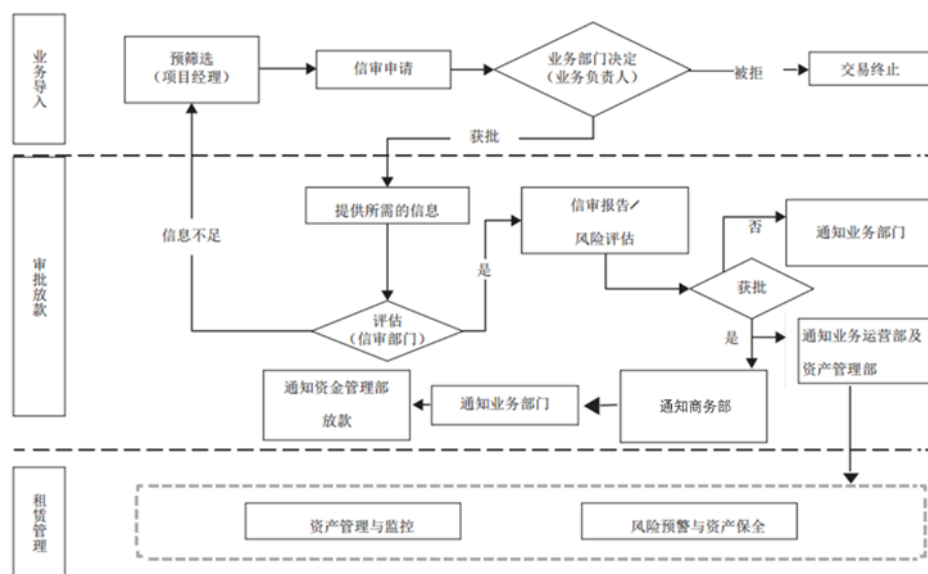 业务导入
预筛选
（项目经理）
信审申请
业务部门决定
（业务负责人）
被拒
交易终止
获批
审批放款
提供所需的信息
信息不足
评估
（信审部门）
是
信审报告/
风险评估
获批
否
通知业务部门
是
通知业务运营部及
资产管理部
通知商务部
通知业务部门
通知资金管理部
放款
租赁管理
资产管理与监控
风险预警与资产保全